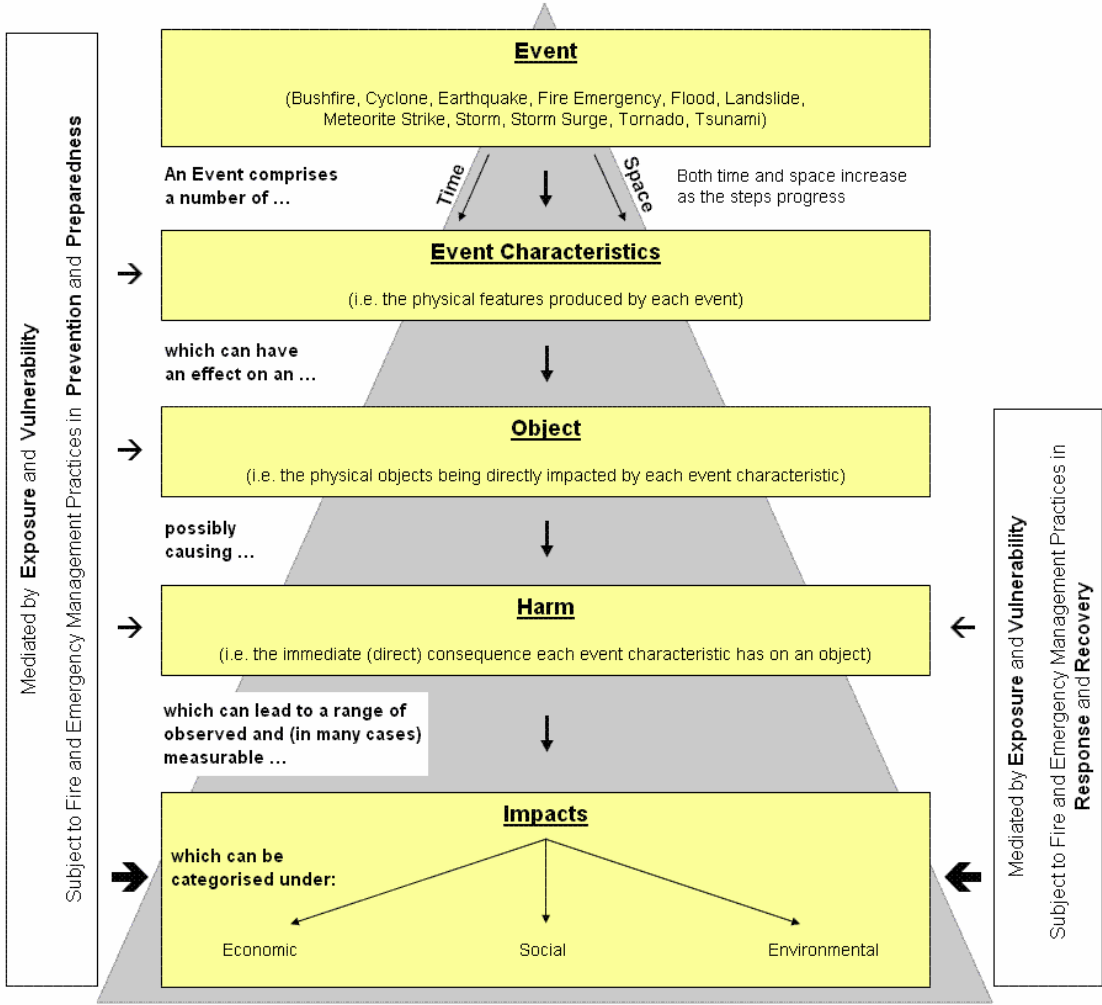 Event
(Bushfire, Cyclone, Earthquake, Fire Emergency, Flood, Landslide,
Meteorite Strike, Storm, Storm Surge, Tornado, Tsunami)
An Event comprises
a number of ...
Time
Space
Both time and space increase
as the steps progress
Event Characteristics
(i.e. the physical features produced by each event)
which can have
an effect on an ...
Object
(i.e. the physical objects being directly impacted by each event characteristic)
possibly
causing ...
Harm
(i.e. the immediate (direct) consequence each event characteristic has on an object)
which can lead to a range of
observed and (in many cases)
measurable ...
Impacts
which can be
categorised under:
Economic
Social
Environmental
Mediated by Exposure and Vulnerability
Subject to Fire and Emergency Management Practices in Prevention and Preparedness
Mediated by Exposure and Vulnerability
Subject to Fire and Emergency Management Practices in
Response and Recovery